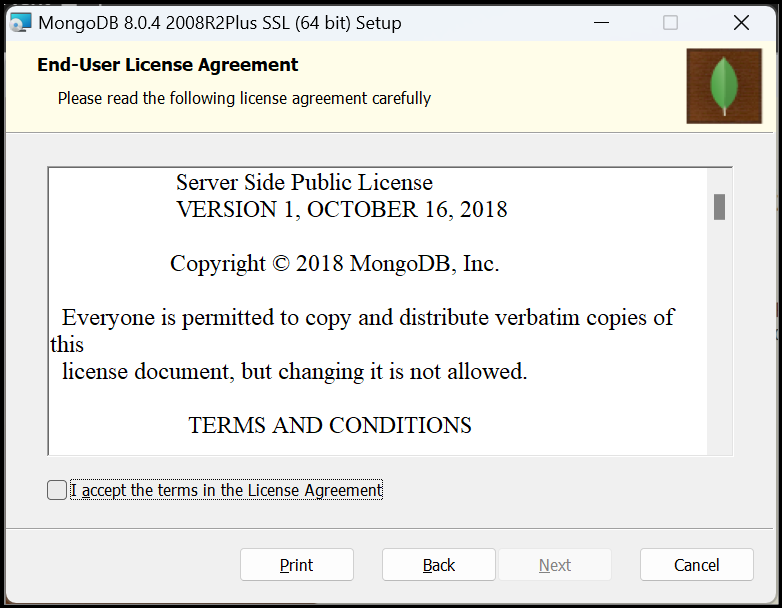 MongoDB 8.0.4 2008R2Plus SSL (64 bit) Setup
End-User License Agreement
Please read the following license agreement carefully
Server Side Public License
VERSION 1, OCTOBER 16, 2018
Copyright © 2018 MongoDB, Inc.
Everyone is permitted to copy and distribute verbatim copies of
this
license document, but changing it is not allowed.
TERMS AND CONDITIONS
I accept the terms in the License Agreement
Print
Back
Next
Cancel